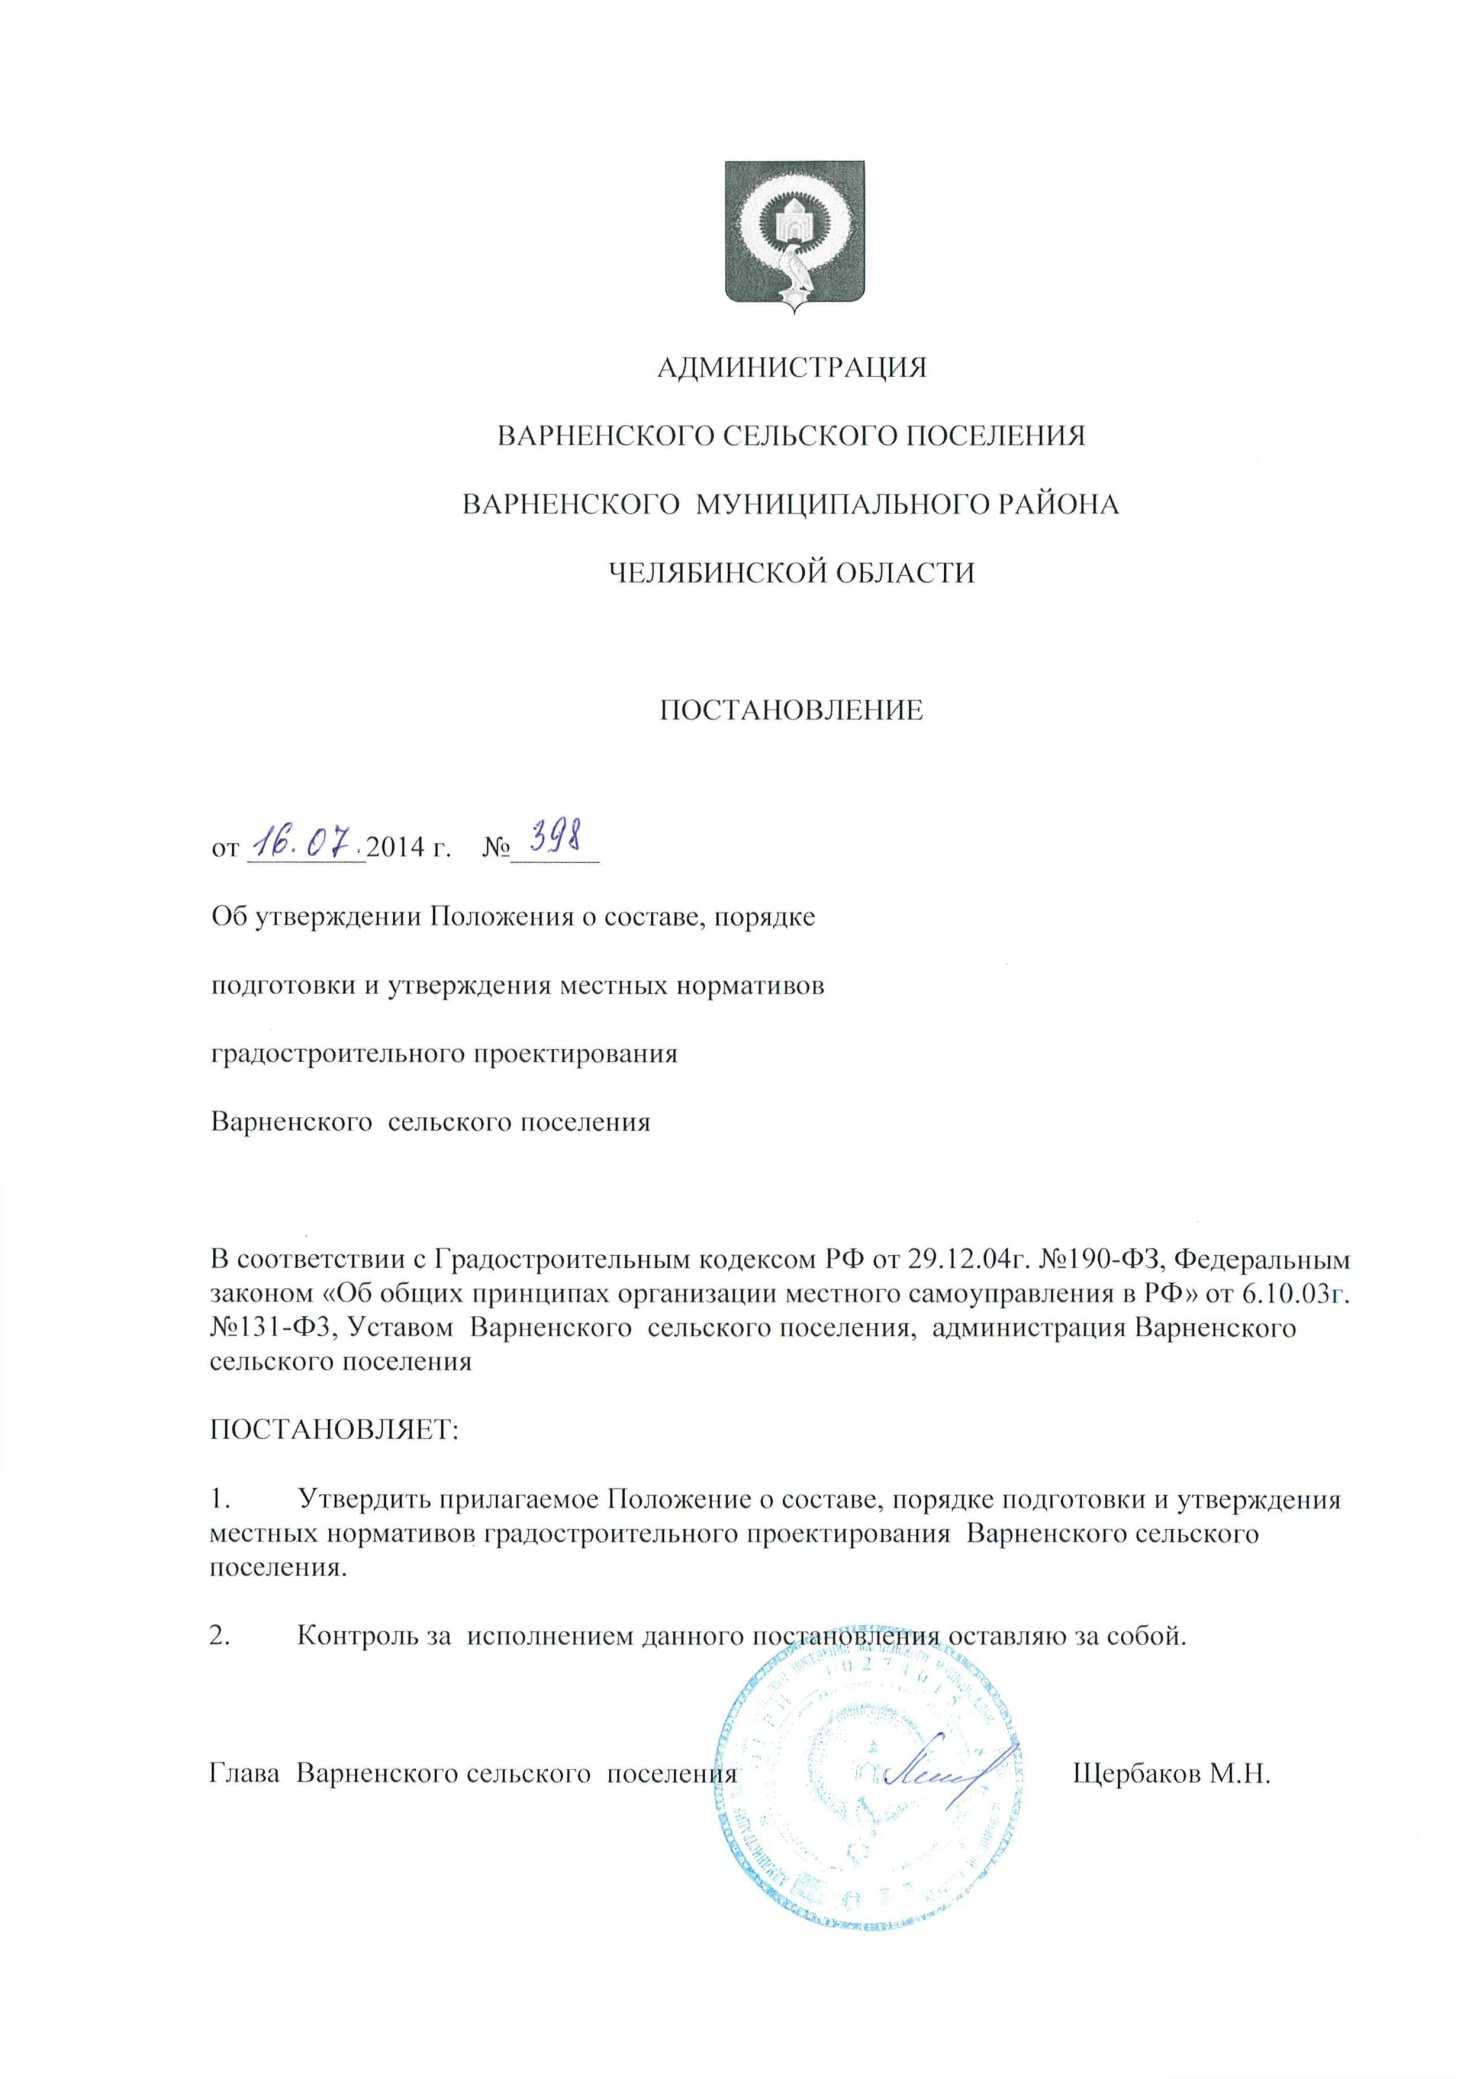 АДМИНИСТРАЦИЯ
ВАРНЕНСКОГО СЕЛЬСКОГО ПОСЕЛЕНИЯ
ВАРНЕНСКОГО МУНИЦИПАЛЬНОГО РАЙОНА
ЧЕЛЯБИНСКОЙ ОБЛАСТИ
ПОСТАНОВЛЕНИЕ
от 16.07.2014 г. № 398
Об утверждении Положения о составе, порядке
подготовки и утверждения местных нормативов
градостроительного проектирования
Варненского сельского поселения
В соответствии с Градостроительным кодексом РФ от 29.12.04г. №190-ФЗ, Федеральным
законом «Об общих принципах организации местного самоуправления в РФ» от 6.10.03г.
№131-ФЗ, Уставом Варненского сельского поселения, администрация Варненского
сельского поселения
ПОСТАНОВЛЯЕТ:
1. Утвердить прилагаемое Положение о составе, порядке подготовки и утверждения
местных нормативов градостроительного проектирования Варненского сельского
поселения.
2. Контроль за исполнением данного постановления оставляю за собой.
Глава Варненского сельского поселения Щербаков М.Н.